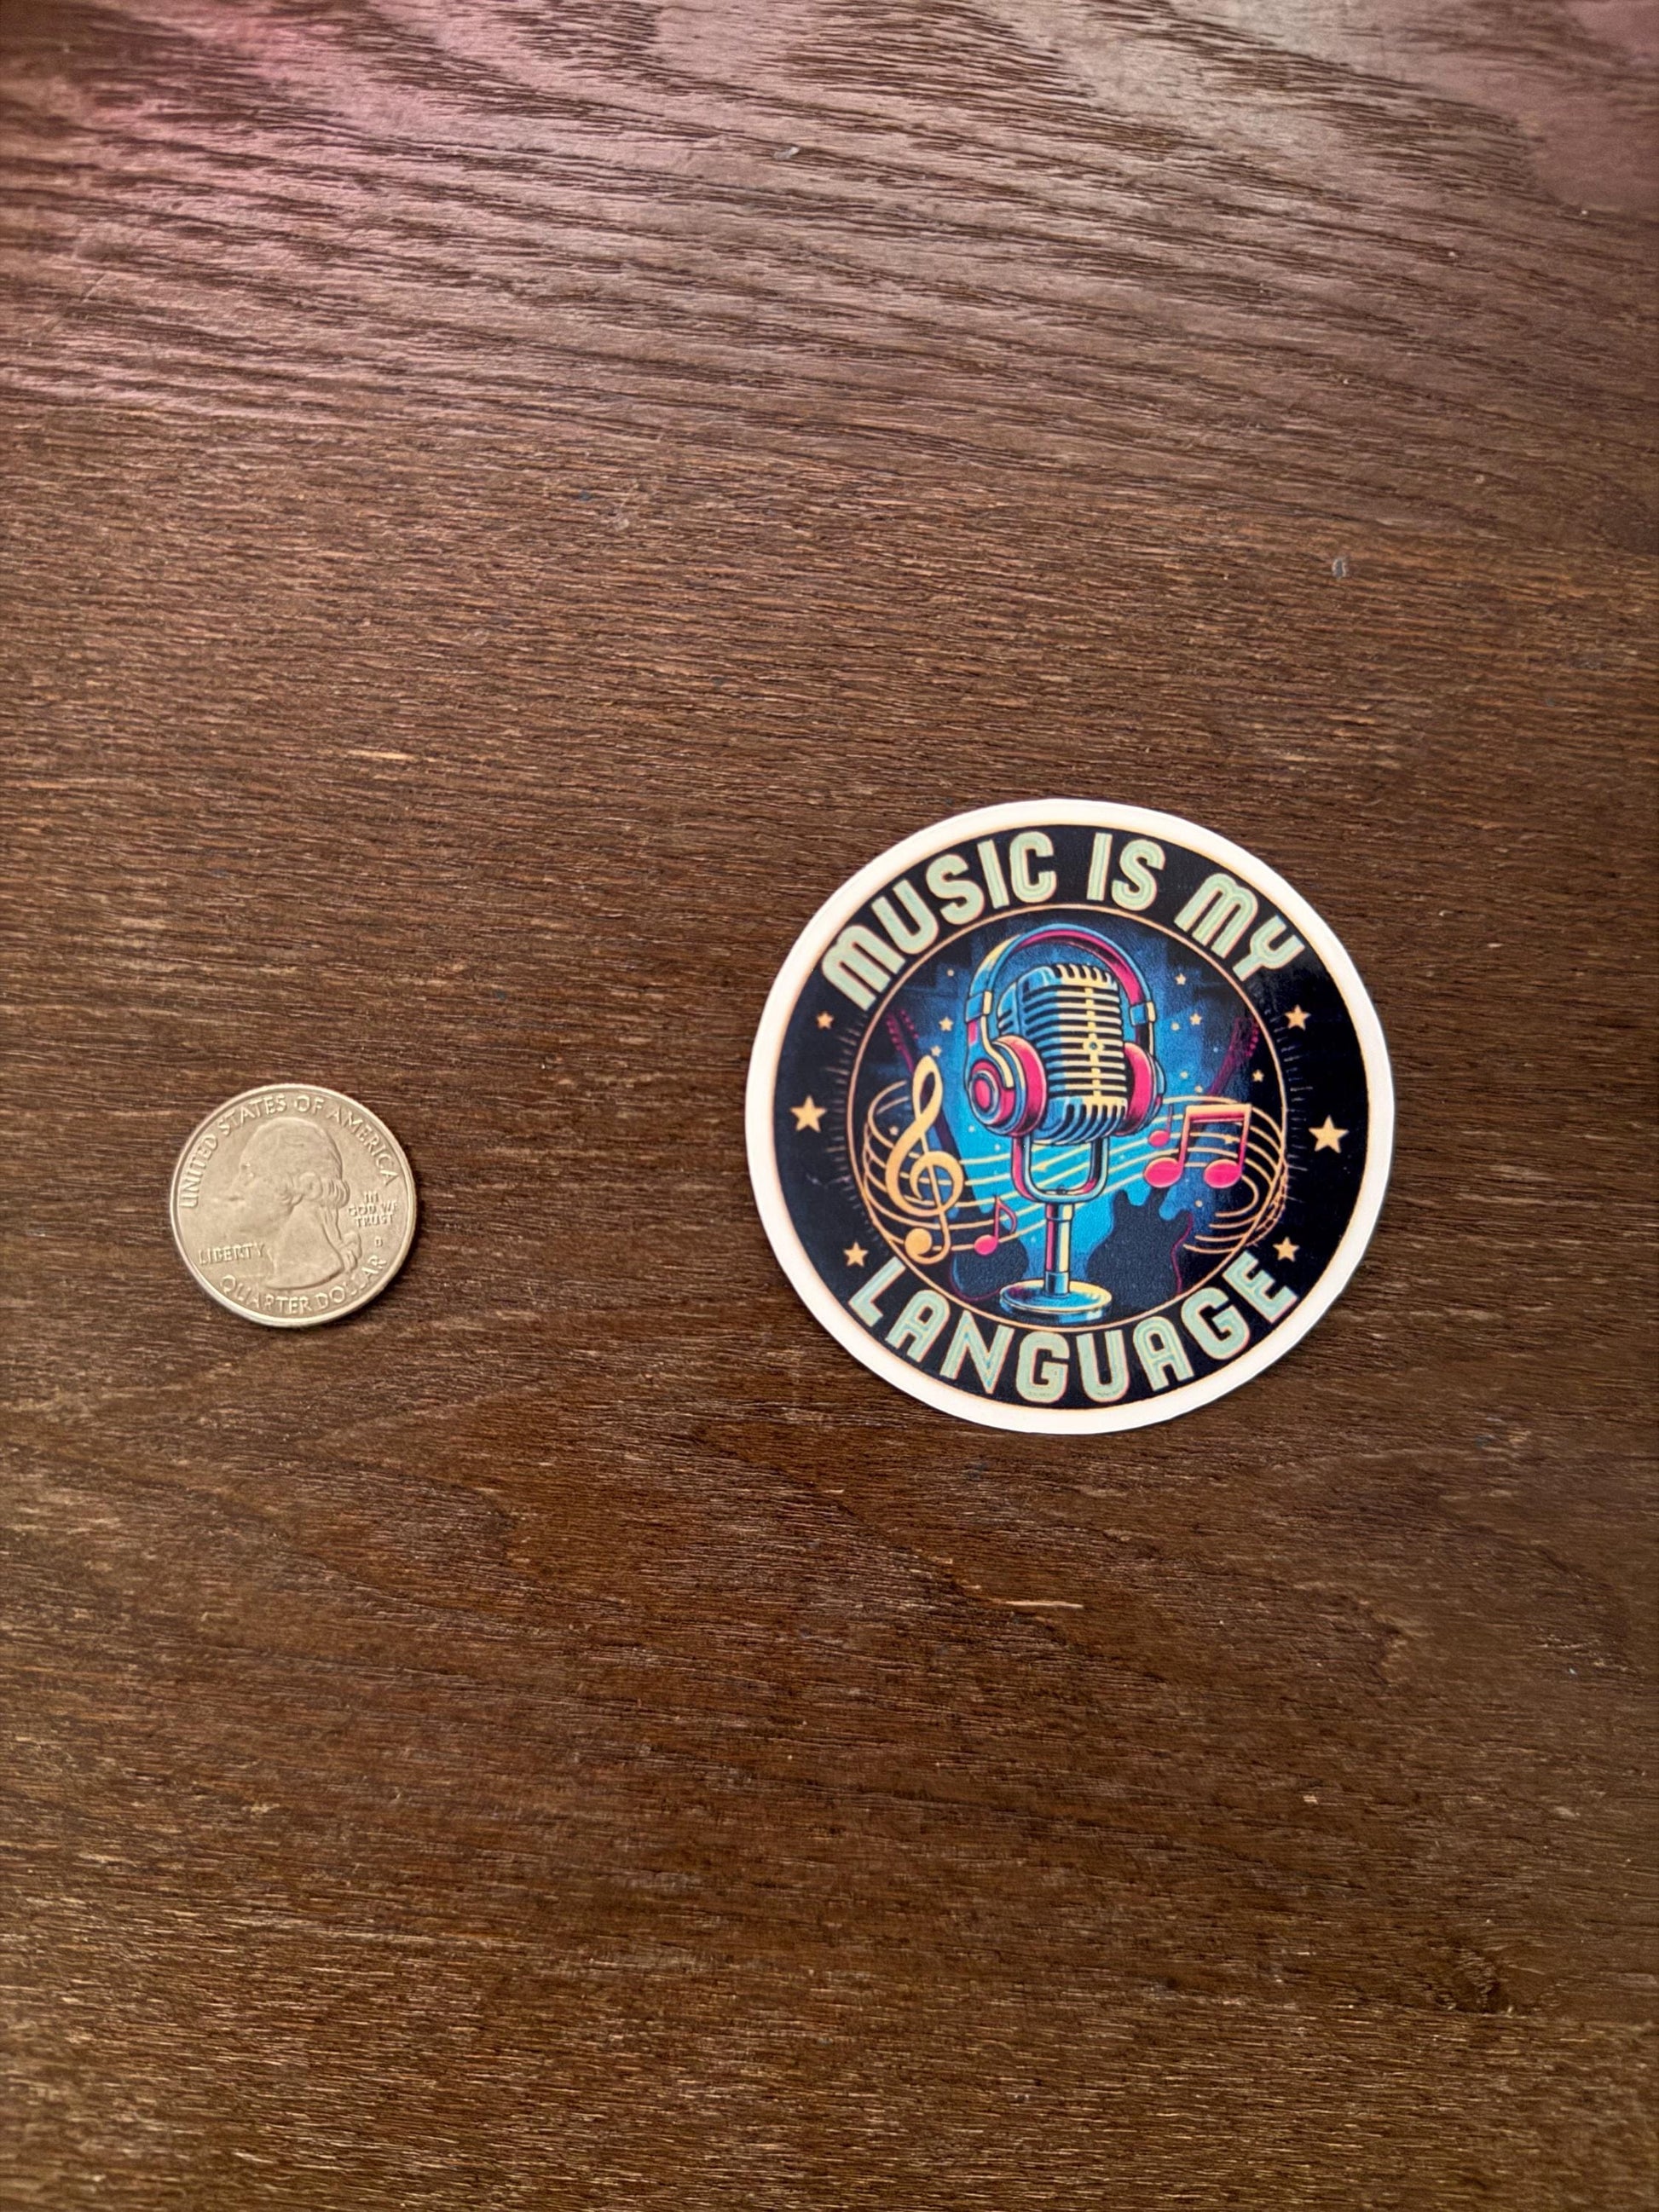 UNITED STATES OF AMERICA
IN
GOD WE
TRUST
D
LIBERTY
QUARTER DOLLAR
MUSIC IS MY
LANGUAGE